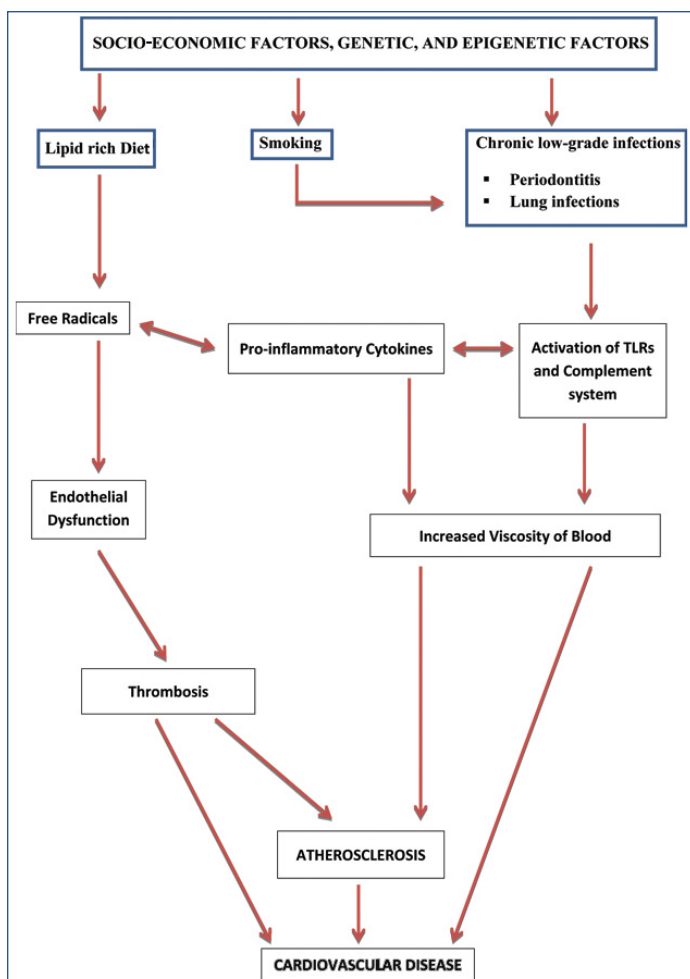 SOCIO-ECONOMIC FACTORS, GENETIC, AND EPIGENETIC FACTORS
Lipid rich Diet
Smoking
Chronic low-grade infections
▪ Periodontitis
▪ Lung infections
Free Radicals
Pro-inflammatory Cytokines
Activation of TLRs
and Complement
system
Endothelial
Dysfunction
Increased Viscosity of Blood
Thrombosis
ATHEROSCLEROSIS
CARDIOVASCULAR DISEASE